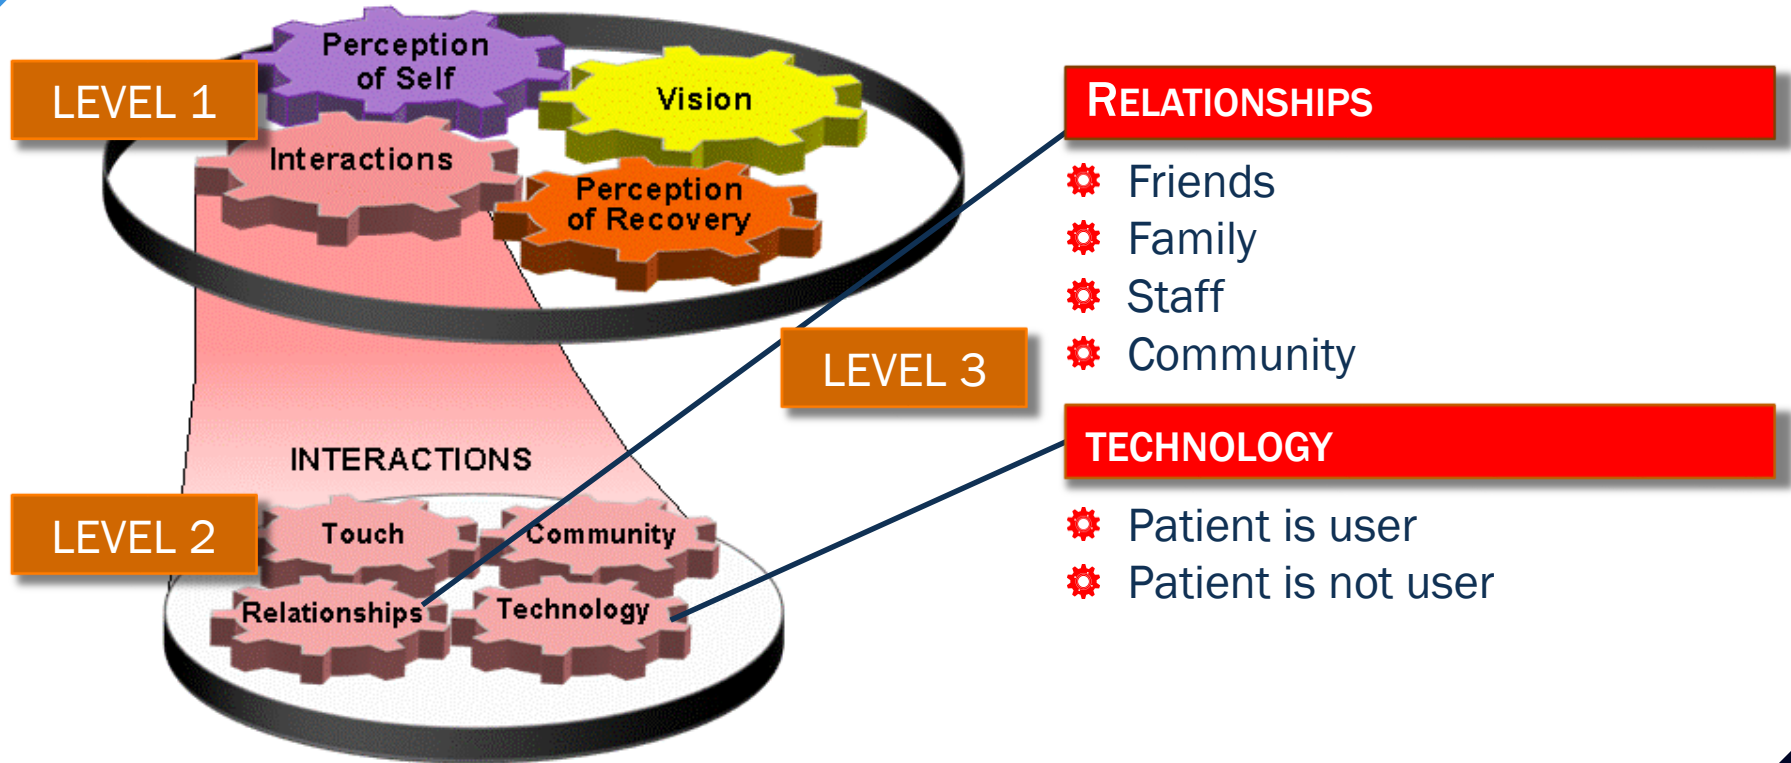 LEVEL 1
Perception
of Self
Vision
Interactions
Perception
of Recovery
LEVEL 3
INTERACTIONS
LEVEL 2
Touch
Community
Relationships
Technology
RELATIONSHIPS
Friends
Family
Staff
Community
TECHNOLOGY
Patient is user
Patient is not user